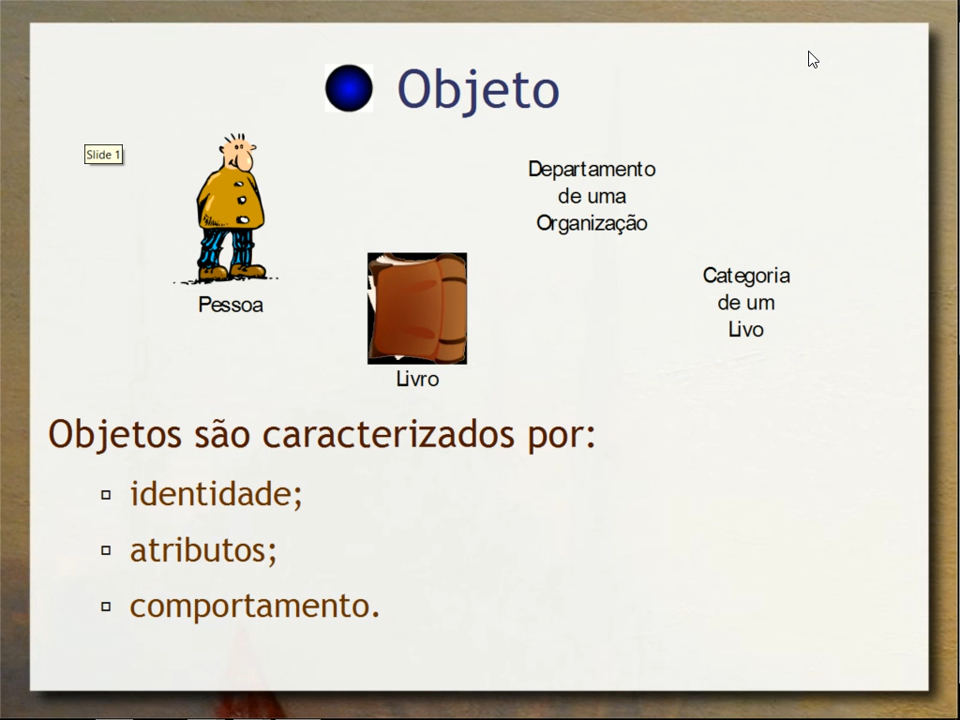 Objeto
Slide 1
Departamento
de uma
Organização
Pessoa
Categoria
de um
Livo
Livro
Objetos são caracterizados por:
identidade;
atributos;
comportamento.